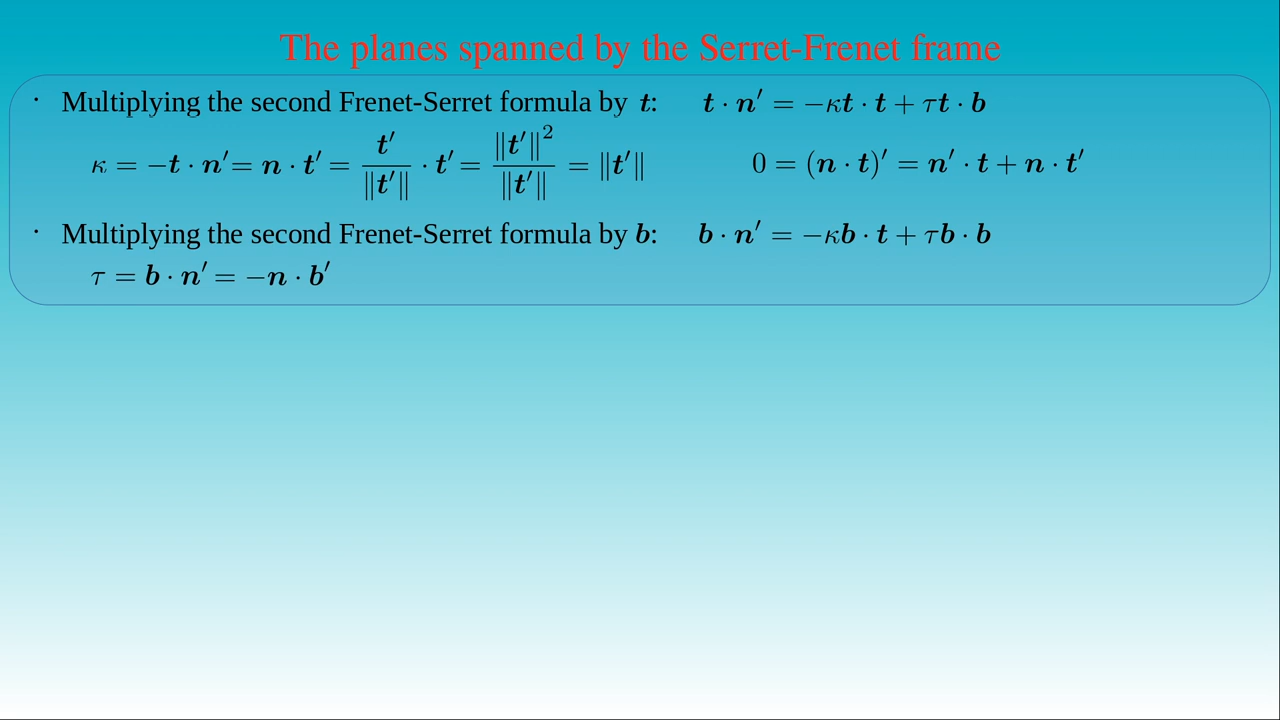 The planes spanned by the Serret-Frenet frame
· Multiplying the second Frenet-Serret formula by t: t · n′ = −κt · t + τt · b
κ = −t · n′ = n · t′ = t′/‖t′‖ · t′ = ‖t′‖²/‖t′‖ = ‖t′‖ 0 = (n · t)′ = n′ · t + n · t′
· Multiplying the second Frenet-Serret formula by b: b · n′ = −κb · t + τb · b
τ = b · n′ = −n · b′